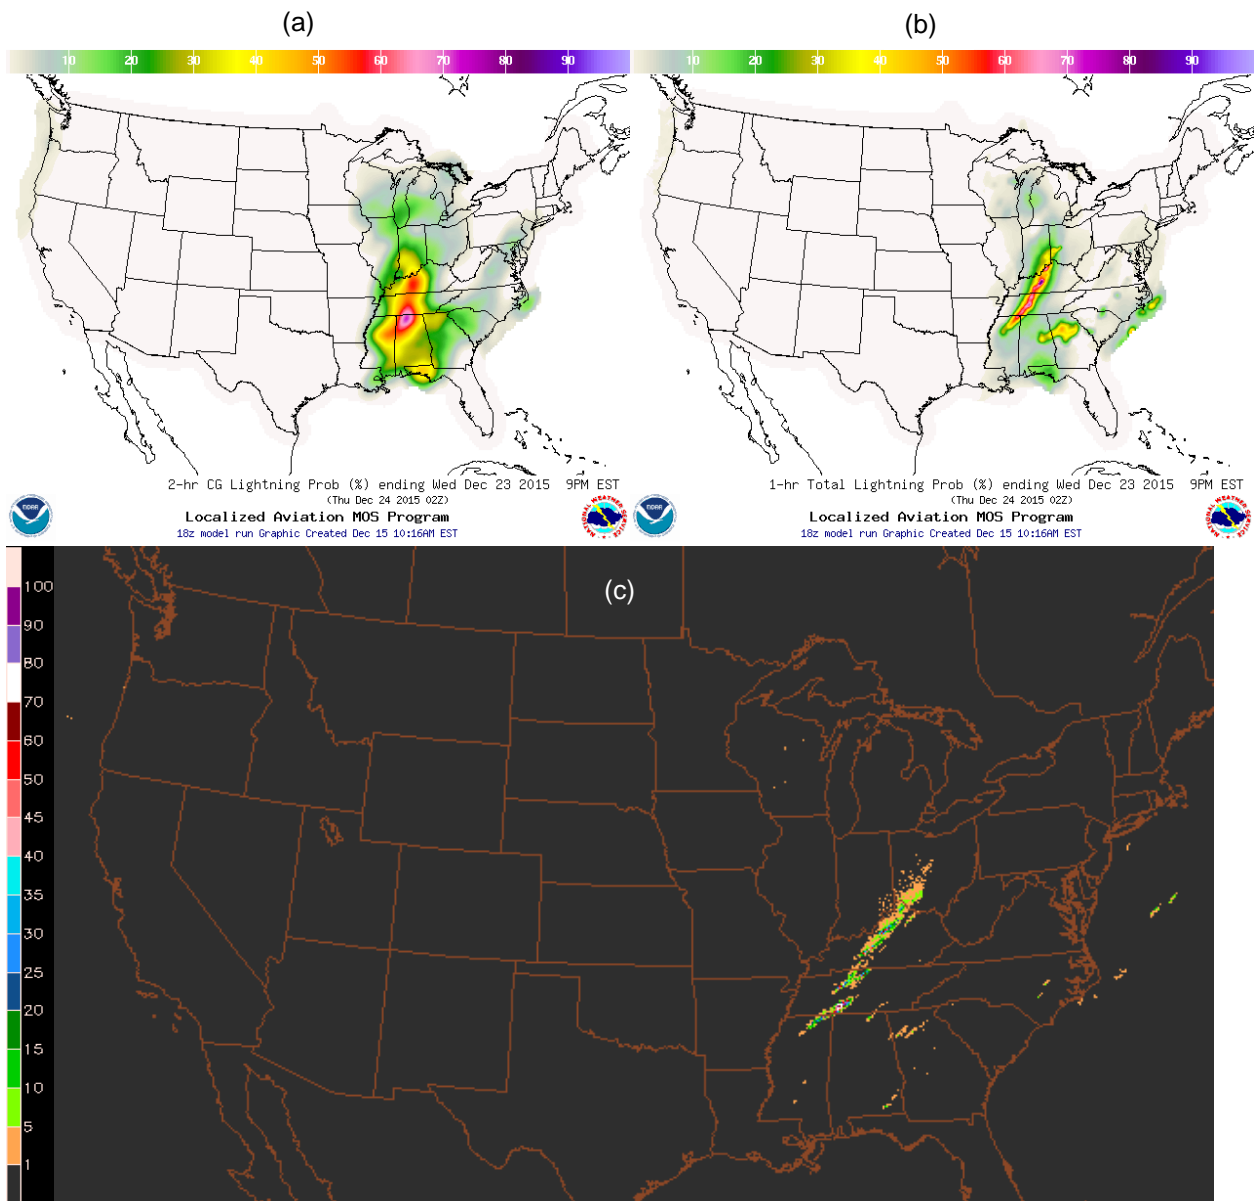 (a) (b)
10 20 30 40 50 60 70 80 90 10 20 30 40 50 60 70 80 90
2-hr CG Lightning Prob (%) ending Wed Dec 23 2015 9PM EST
(Thu Dec 24 2015 02Z)
Localized Aviation MOS Program
18z model run Graphic Created Dec 15 10:16AM EST
NOAA
1-hr Total Lightning Prob (%) ending Wed Dec 23 2015 9PM EST
(Thu Dec 24 2015 02Z)
Localized Aviation MOS Program
18z model run Graphic Created Dec 15 10:16AM EST
NOAA
(c)
100
90
80
70
60
50
45
40
35
30
25
20
15
10
5
1